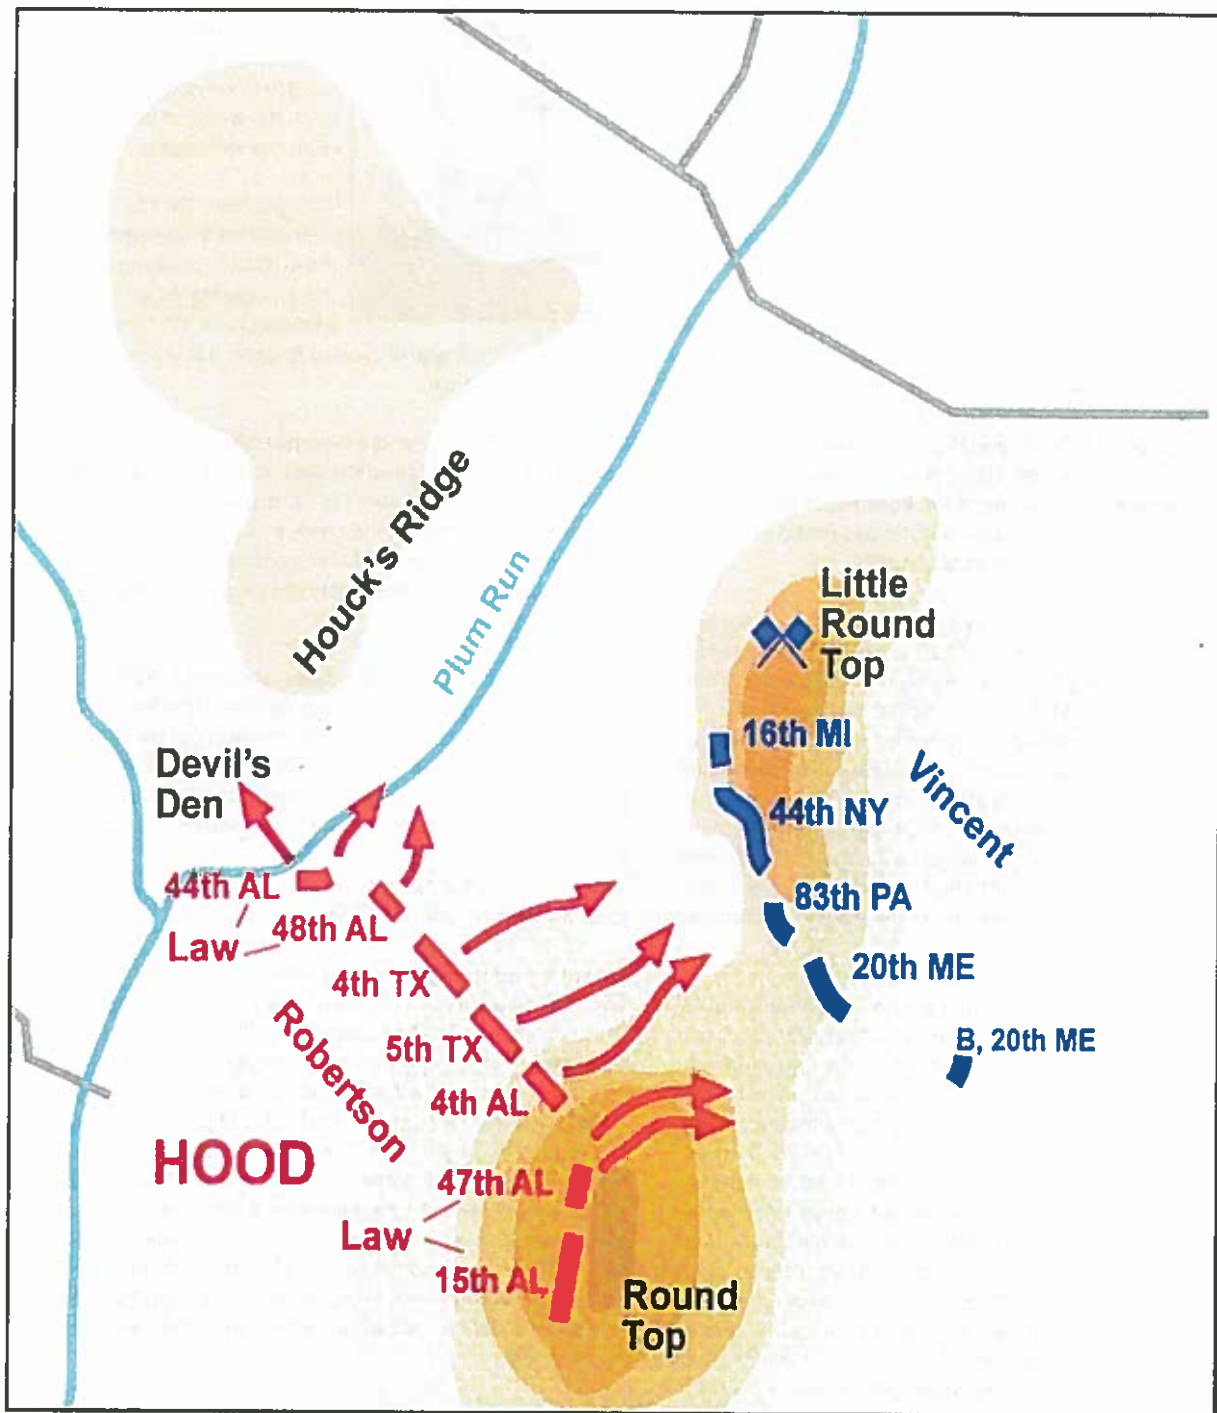 Houck's Ridge
Plum Run
Little
Round
Top
16th MI
Vincent
44th NY
83th PA
20th ME
B, 20th ME
Devil's
Den
44th AL
48th AL
Law
4th TX
Robertson
5th TX
4th AL
HOOD
47th AL
Law
15th AL
Round
Top